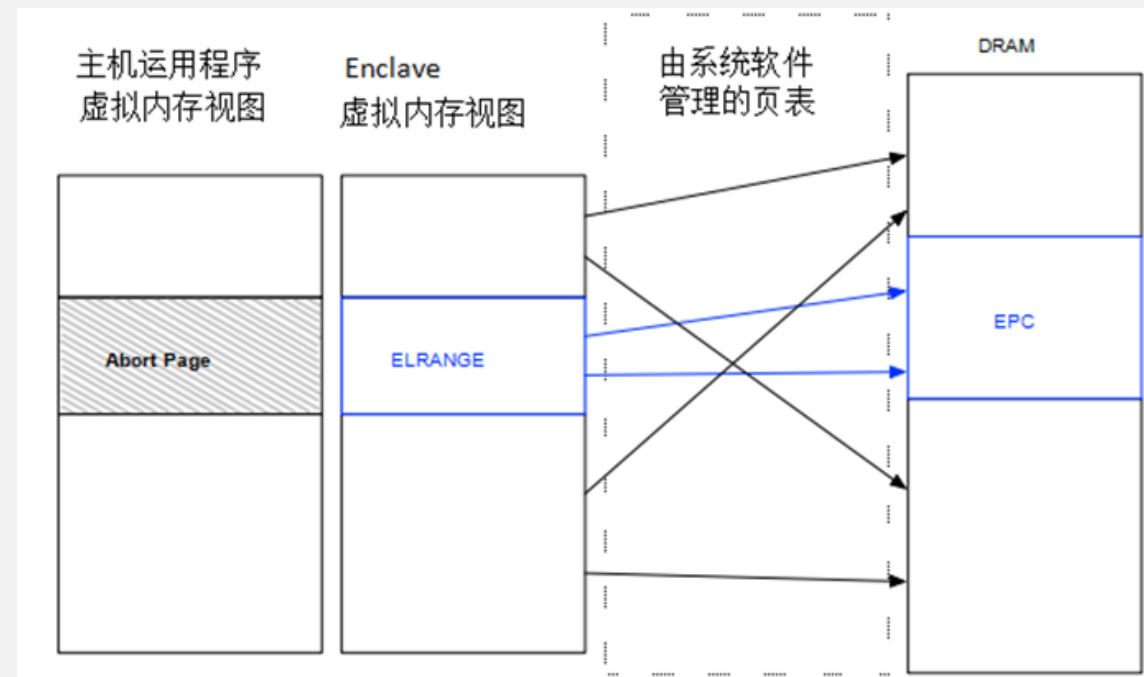 主机运用程序
虚拟内存视图
Enclave
虚拟内存视图
由系统软件
管理的页表
DRAM
Abort Page
ELRANGE
EPC